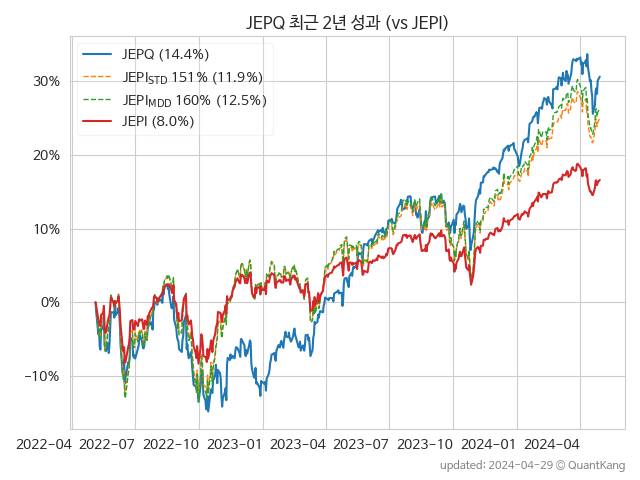 JEPQ 최근 2년 성과 (vs JEPI)
JEPQ (14.4%)
JEPI_STD 151% (11.9%)
JEPI_MDD 160% (12.5%)
JEPI (8.0%)
30%
20%
10%
0%
−10%
2022-04 2022-07 2022-10 2023-01 2023-04 2023-07 2023-10 2024-01 2024-04
updated: 2024-04-29 © QuantKang